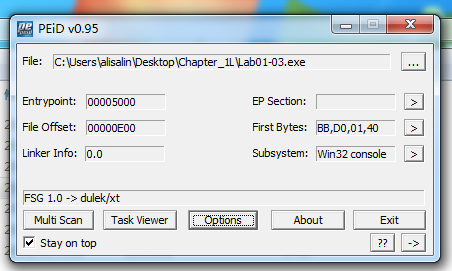 PEiD v0.95
File: C:\Users\alisalin\Desktop\Chapter_1L\Lab01-03.exe ...
Entrypoint: 00005000 EP Section: >
File Offset: 00000E00 First Bytes: BB,D0,01,40 >
Linker Info: 0.0 Subsystem: Win32 console >
FSG 1.0 -> dulek/xt
Multi Scan Task Viewer Options About Exit
Stay on top ?? ->